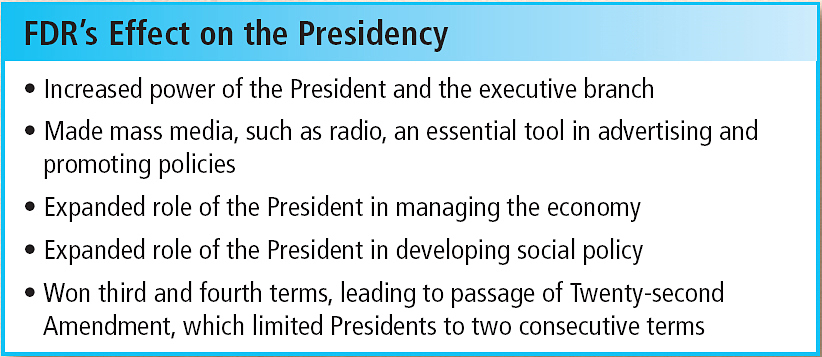 FDR's Effect on the Presidency
• Increased power of the President and the executive branch
• Made mass media, such as radio, an essential tool in advertising and
promoting policies
• Expanded role of the President in managing the economy
• Expanded role of the President in developing social policy
• Won third and fourth terms, leading to passage of Twenty-second
Amendment, which limited Presidents to two consecutive terms